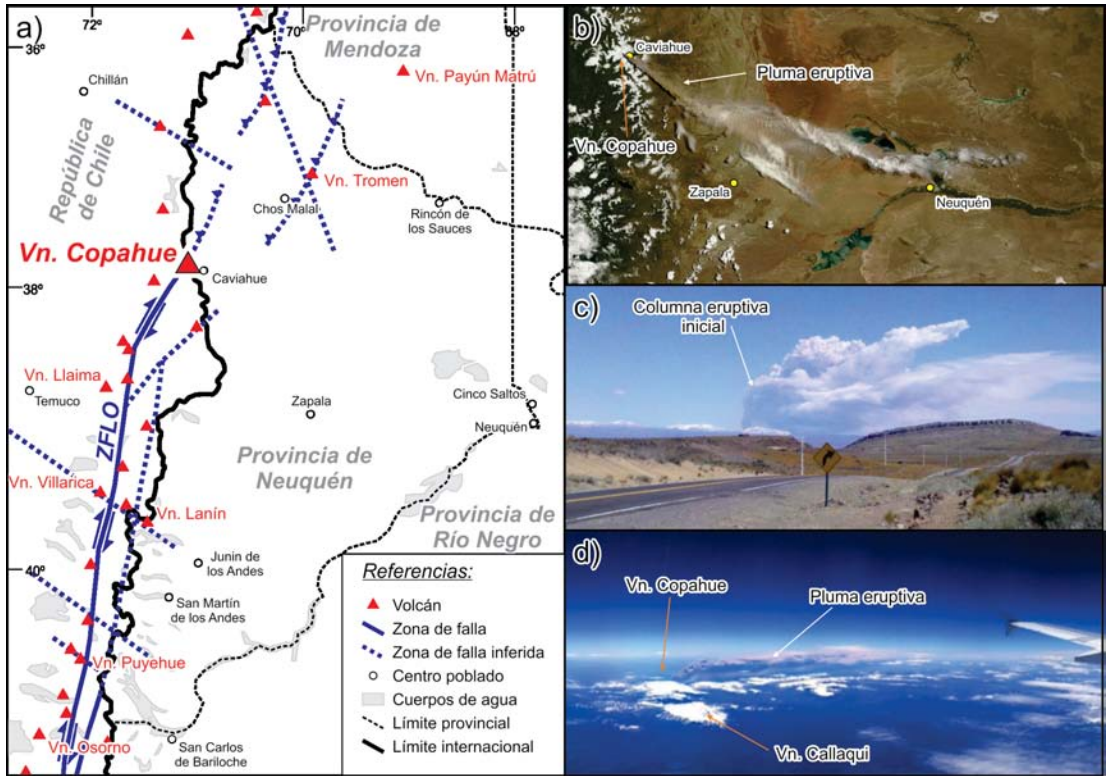 a)
72°
70°
68°
36°
Provincia de
Mendoza
Chillán
Vn. Payún Matrú
República
de Chile
Vn. Tromen
Chos Malal
Rincón de
los Sauces
Vn. Copahue
Caviahue
38°
Vn. Llaima
Temuco
ZFLO
Zapala
Cinco Saltos
Neuquén
Provincia de
Neuquén
Vn. Villarica
Vn. Lanín
Provincia de
Río Negro
40°
Junin de
los Andes
San Martín
de los Andes
Vn. Puyehue
Vn. Osorno
San Carlos
de Bariloche
Referencias:
Volcán
Zona de falla
Zona de falla inferida
Centro poblado
Cuerpos de agua
Límite provincial
Límite internacional
b)
Caviahue
Pluma eruptiva
Vn. Copahue
Zapala
Neuquén
c)
Columna eruptiva
inicial
d)
Vn. Copahue
Pluma eruptiva
Vn. Callaqui